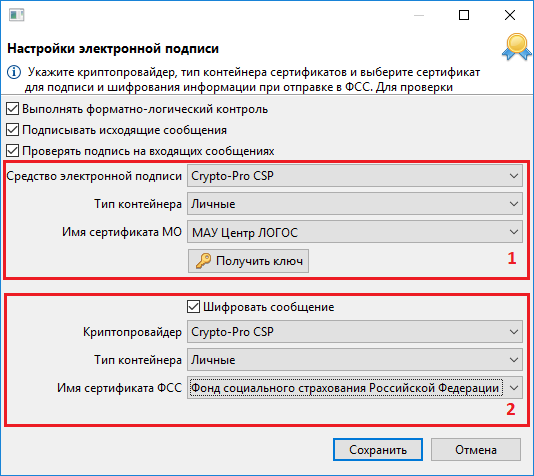 Настройки электронной подписи
Укажите криптопровайдер, тип контейнера сертификатов и выберите сертификат
для подписи и шифрования информации при отправке в ФСС. Для проверки
Выполнять форматно-логический контроль
Подписывать исходящие сообщения
Проверять подпись на входящих сообщениях
Средство электронной подписи Crypto-Pro CSP
Тип контейнера Личные
Имя сертификата МО МАУ Центр ЛОГОС
Получить ключ 1
Шифровать сообщение
Криптопровайдер Crypto-Pro CSP
Тип контейнера Личные
Имя сертификата ФСС Фонд социального страхования Российской Федерации
2
Сохранить Отмена